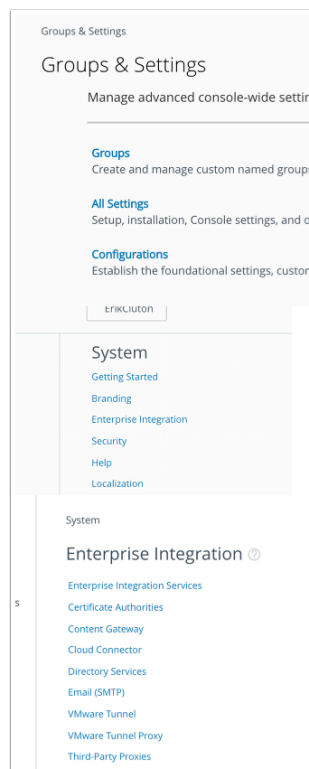 Groups & Settings
Groups & Settings
Manage advanced console-wide settin
Groups
Create and manage custom named groups
All Settings
Setup, installation, Console settings, and o
Configurations
Establish the foundational settings, custom
ErikCluton
System
Getting Started
Branding
Enterprise Integration
Security
Help
Localization
System
Enterprise Integration ?
Enterprise Integration Services
s
Certificate Authorities
Content Gateway
Cloud Connector
Directory Services
Email (SMTP)
VMware Tunnel
VMware Tunnel Proxy
Third-Party Proxies